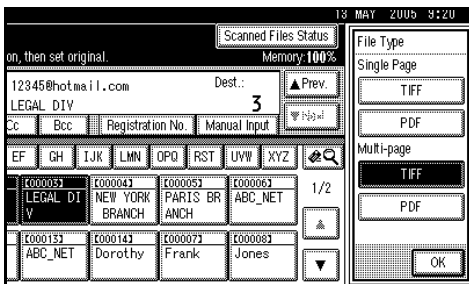 13 MAY 2005 9:20
Scanned Files Status
on, then set original.
Memory:100%
12345@hotmail.com
Dest.:
▲Prev.
LEGAL DIV
3
Cc
Bcc
Registration No.
Manual Input
EF
GH
IJK
LMN
OPQ
RST
UVW
XYZ
[00003]
LEGAL DI
V
[00004]
NEW YORK
BRANCH
[00005]
PARIS BR
ANCH
[00006]
ABC_NET
1/2
[00013]
ABC_NET
[00014]
Dorothy
[00007]
Frank
[00008]
Jones
▲
▼
File Type
Single Page
TIFF
PDF
Multi-page
TIFF
PDF
OK